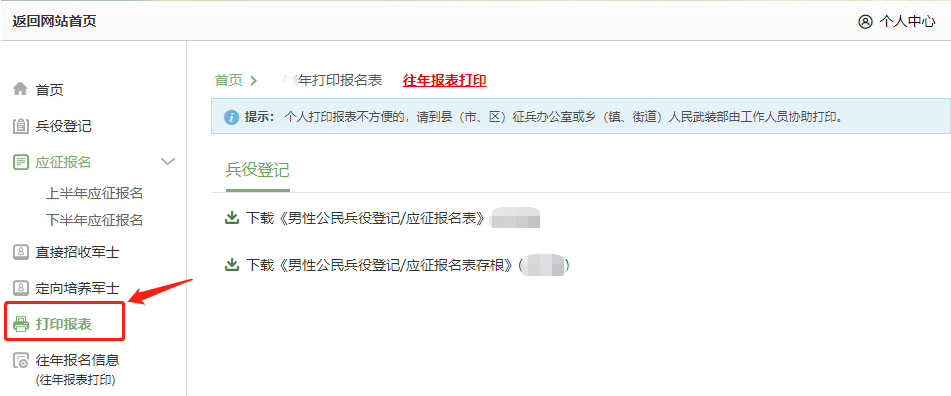 返回网站首页
个人中心
首页
兵役登记
应征报名
上半年应征报名
下半年应征报名
直接招收军士
定向培养军士
打印报表
往年报名信息
(往年报表打印)
首页 > 年打印报名表 往年报表打印
提示： 个人打印报表不方便的，请到县（市、区）征兵办公室或乡（镇、街道）人民武装部由工作人员协助打印。
兵役登记
下载《男性公民兵役登记/应征报名表》
下载《男性公民兵役登记/应征报名表存根》( )